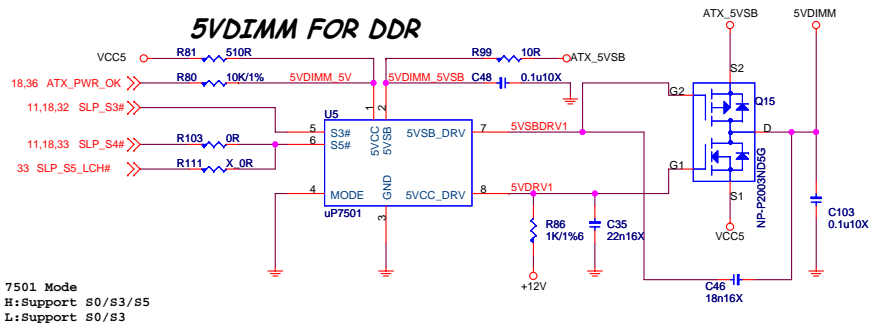 5VDIMM FOR DDR
ATX_5VSB
5VDIMM
VCC5
R81
510R
R99
10R
ATX_5VSB
18,36 ATX_PWR_OK
R80
10K/1%
5VDIMM_5V
5VDIMM_5VSB
C48
0.1u10X
11,18,32 SLP_S3#
11,18,33 SLP_S4#
R103
0R
33 SLP_S5_LCH#
R111
X_0R
U5
1
2
5
S3#
6
S5#
5VCC
5VSB
5VSB_DRV
7
5VSBDRV1
4
MODE
GND
5VCC_DRV
8
5VDRV1
3
uP7501
S2
G2
Q15
D
G1
S1
NP-P2003ND5G
VCC5
R86
1K/1%6
C35
22n16X
+12V
C103
0.1u10X
C46
18n16X
7501 Mode
H:Support S0/S3/S5
L:Support S0/S3